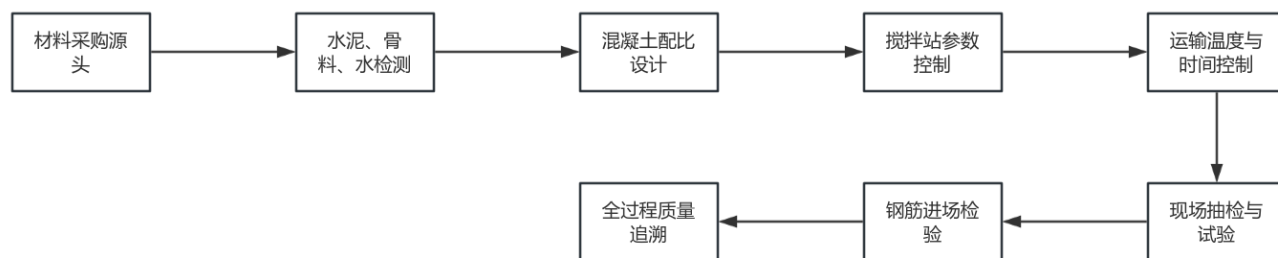 材料采购源
头
水泥、骨
料、水检测
混凝土配比
设计
搅拌站参数
控制
运输温度与
时间控制
现场抽检与
试验
钢筋进场检
验
全过程质量
追溯